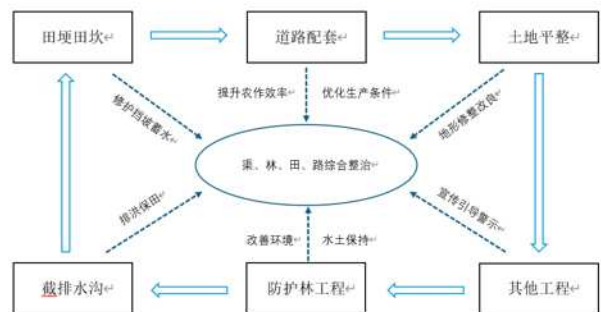 田埂田坎
道路配套
土地平整
提升农作效率 优化生产条件
修护挡坡蓄水
地形修整改良
渠、林、田、路综合整治
排洪保田
宣传引导警示
改善环境 水土保持
截排水沟
防护林工程
其他工程